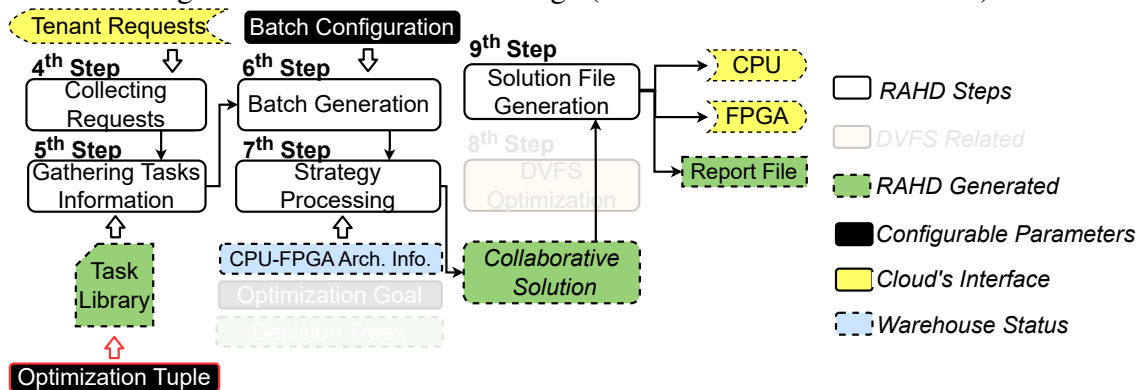 Tenant Requests
Batch Configuration
4th Step
Collecting
Requests
6th Step
Batch Generation
9th Step
Solution File
Generation
CPU
FPGA
Report File
5th Step
Gathering Tasks
Information
7th Step
Strategy
Processing
8th Step
DVFS
Optimization
Task
Library
CPU-FPGA Arch. Info.
Optimization Goal
Decision Trees
Collaborative
Solution
Optimization Tuple
RAHD Steps
DVFS Related
RAHD Generated
Configurable Parameters
Cloud's Interface
Warehouse Status